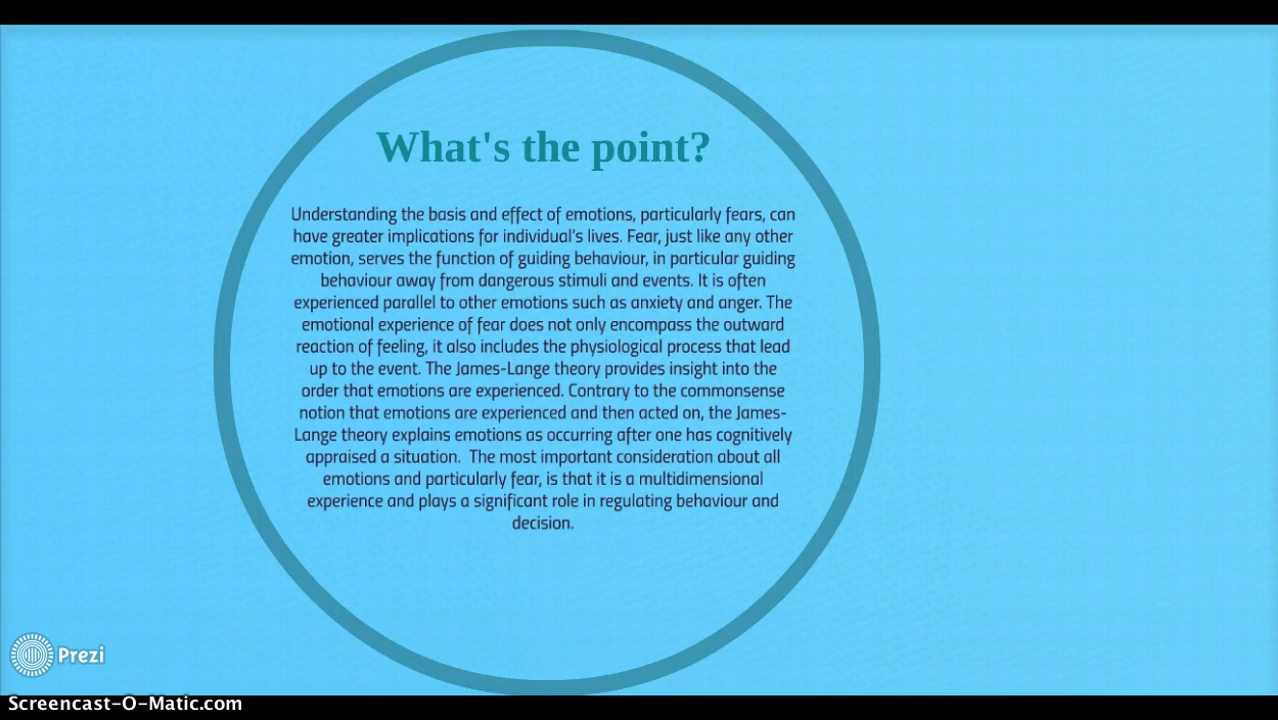 What's the point?
Understanding the basis and effect of emotions, particularly fears, can
have greater implications for individual's lives. Fear, just like any other
emotion, serves the function of guiding behaviour, in particular guiding
behaviour away from dangerous stimuli and events. It is often
experienced parallel to other emotions such as anxiety and anger. The
emotional experience of fear does not only encompass the outward
reaction of feeling, it also includes the physiological process that lead
up to the event. The James-Lange theory provides insight into the
order that emotions are experienced. Contrary to the commonsense
notion that emotions are experienced and then acted on, the James-
Lange theory explains emotions as occurring after one has cognitively
appraised a situation.  The most important consideration about all
emotions and particularly fear, is that it is a multidimensional
experience and plays a significant role in regulating behaviour and
decision.
Prezi
Screencast-O-Matic.com